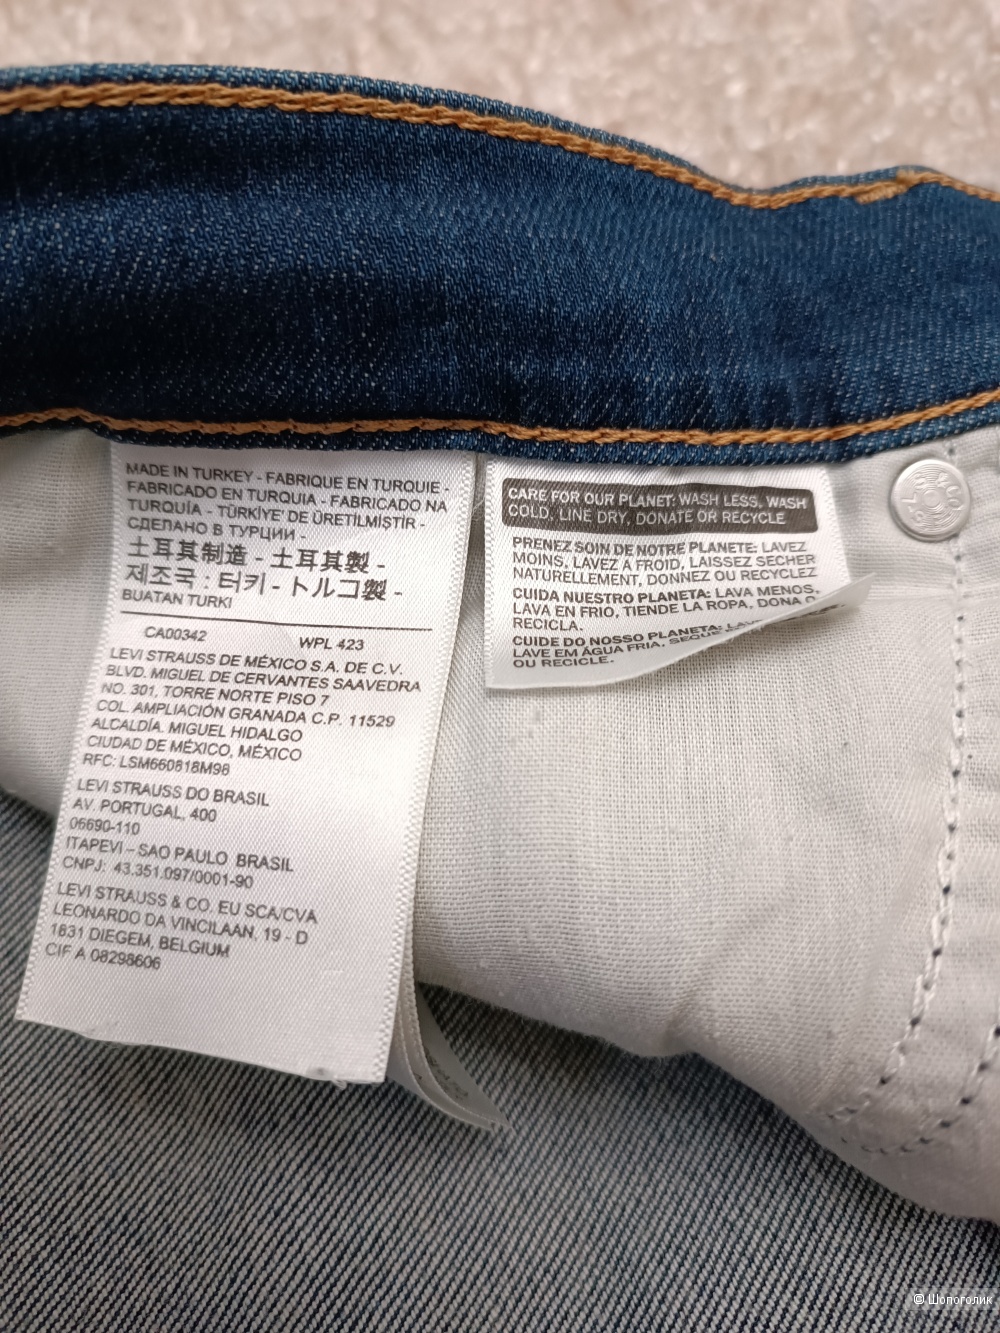 MADE IN TURKEY - FABRIQUE EN TURQUIE -
FABRICADO EN TURQUIA - FABRICADO NA
TURQUÍA - TÜRKİYE' DE ÜRETILMIŞTIR -
СДЕЛАНО В ТУРЦИИ -
土耳其制造 - 土耳其製 -
제조국 : 터키 - トルコ製 -
BUATAN TURKI
CA00342 WPL 423
LEVI STRAUSS DE MÉXICO S.A. DE C.V.
BLVD. MIGUEL DE CERVANTES SAAVEDRA
NO. 301, TORRE NORTE PISO 7
COL. AMPLIACIÓN GRANADA C.P. 11529
ALCALDÍA. MIGUEL HIDALGO
CIUDAD DE MÉXICO, MÉXICO
RFC: LSM660818M98
LEVI STRAUSS DO BRASIL
AV. PORTUGAL, 400
06690-110
ITAPEVI – SAO PAULO BRASIL
CNPJ: 43.351.097/0001-90
LEVI STRAUSS & CO. EU SCA/CVA
LEONARDO DA VINCILAAN, 19 - D
1831 DIEGEM, BELGIUM
CIF A 08298606
CARE FOR OUR PLANET: WASH LESS, WASH
COLD, LINE DRY, DONATE OR RECYCLE
PRENEZ SOIN DE NOTRE PLANETE: LAVEZ
MOINS, LAVEZ A FROID, LAISSEZ SECHER
NATURELLEMENT, DONNEZ OU RECYCLEZ
CUIDA NUESTRO PLANETA: LAVA MENOS,
LAVA EN FRIO, TIENDE LA ROPA, DONA O
RECICLA.
CUIDE DO NOSSO PLANETA:
LAVE EM ÁGUA FRIA, SEQUE
OU RECICLE.
© Шопоголик